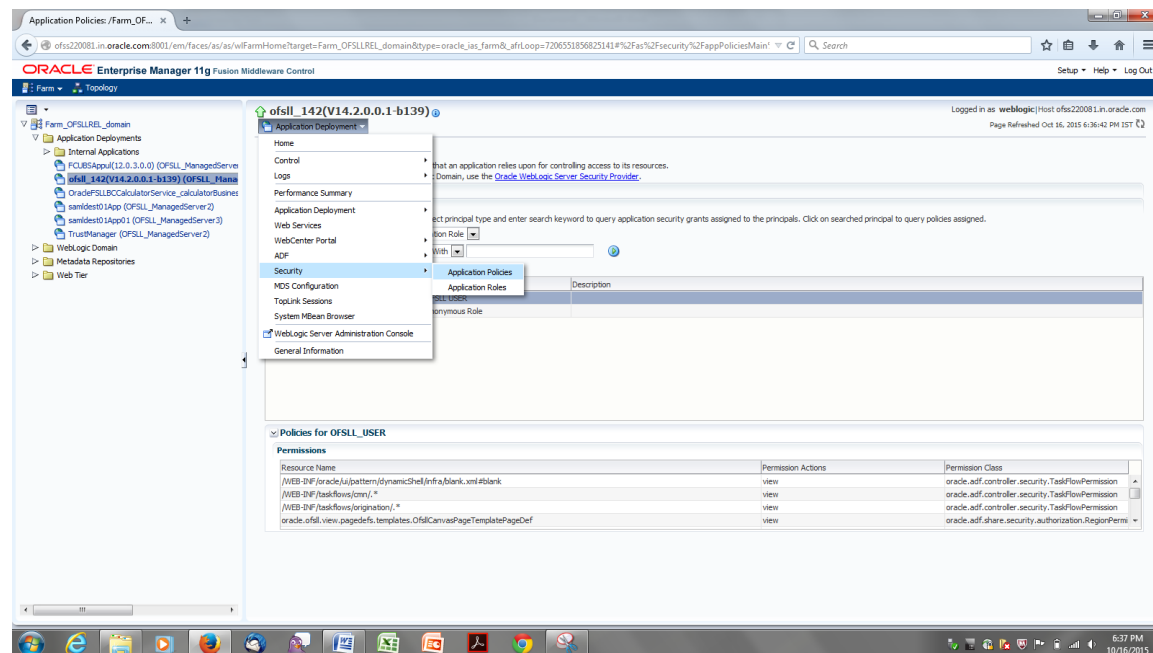 Application Policies: /Farm_OF... × +
ofss220081.in.oracle.com:8001/em/faces/as/as/wlFarmHome?target=Farm_OFSLLREL_domain&type=oracle_ias_farm&_afrLoop=7206551856825141#%2Fas%2Fsecurity%2FappPoliciesMain'
Search
ORACLE Enterprise Manager 11g Fusion Middleware Control
Setup Help Log Out
Farm Topology
Farm_OFSLLREL_domain
Application Deployments
Internal Applications
FCUBSAppul(12.0.3.0.0) (OFSLL_ManagedServe
ofsll_142(V14.2.0.0.1-b139) (OFSLL_Mana
OracleFSLLBCCalculatorService_calculatorBusines
samldest01App (OFSLL_ManagedServer2)
samldest01App01 (OFSLL_ManagedServer3)
TrustManager (OFSLL_ManagedServer2)
WebLogic Domain
Metadata Repositories
Web Tier
ofsll_142(V14.2.0.0.1-b139)
Logged in as weblogic|Host ofss220081.in.oracle.com
Application Deployment
Page Refreshed Oct 16, 2015 6:36:42 PM IST
Home
Control
Logs
Performance Summary
Application Deployment
Web Services
WebCenter Portal
ADF
Security
MDS Configuration
TopLink Sessions
System MBean Browser
WebLogic Server Administration Console
General Information
Application Policies
Application Roles
that an application relies upon for controlling access to its resources.
Domain, use the Oracle WebLogic Server Security Provider.
ect principal type and enter search keyword to query application security grants assigned to the principals. Click on searched principal to query policies assigned.
tion Role
With
Description
SLL USER
onymous Role
Policies for OFSLL_USER
Permissions
Resource Name Permission Actions Permission Class
/WEB-INF/oracle/ui/pattern/dynamicShell/infra/blank.xml#blank view oracle.adf.controller.security.TaskFlowPermission
/WEB-INF/taskflows/cmn/.* view oracle.adf.controller.security.TaskFlowPermission
/WEB-INF/taskflows/origination/.* view oracle.adf.controller.security.TaskFlowPermission
oracle.ofsll.view.pagedefs.templates.OfsllCanvasPageTemplatePageDef view oracle.adf.share.security.authorization.RegionPermi
6:37 PM
10/16/2015